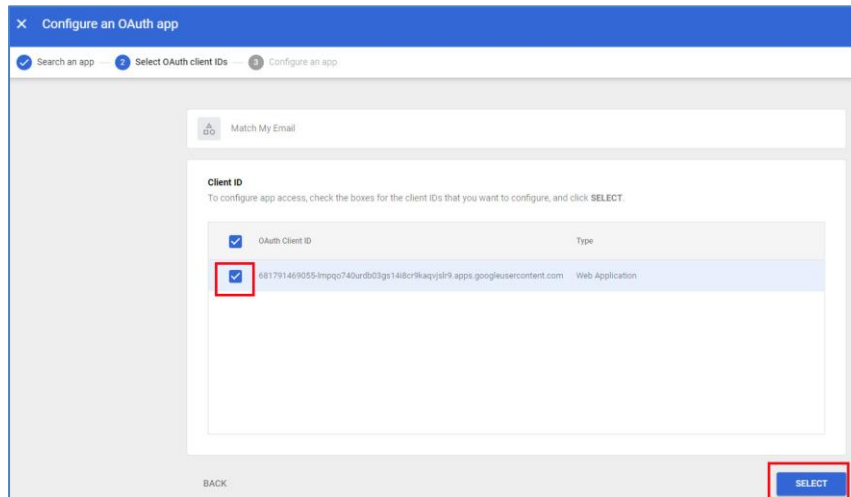 × Configure an OAuth app
Search an app 2 Select OAuth client IDs 3 Configure an app
Match My Email
Client ID
To configure app access, check the boxes for the client IDs that you want to configure, and click SELECT.
OAuth Client ID Type
681791469055-lmpqo740urdb03gs14i8cr9kaqvjslr9.apps.googleusercontent.com Web Application
BACK SELECT